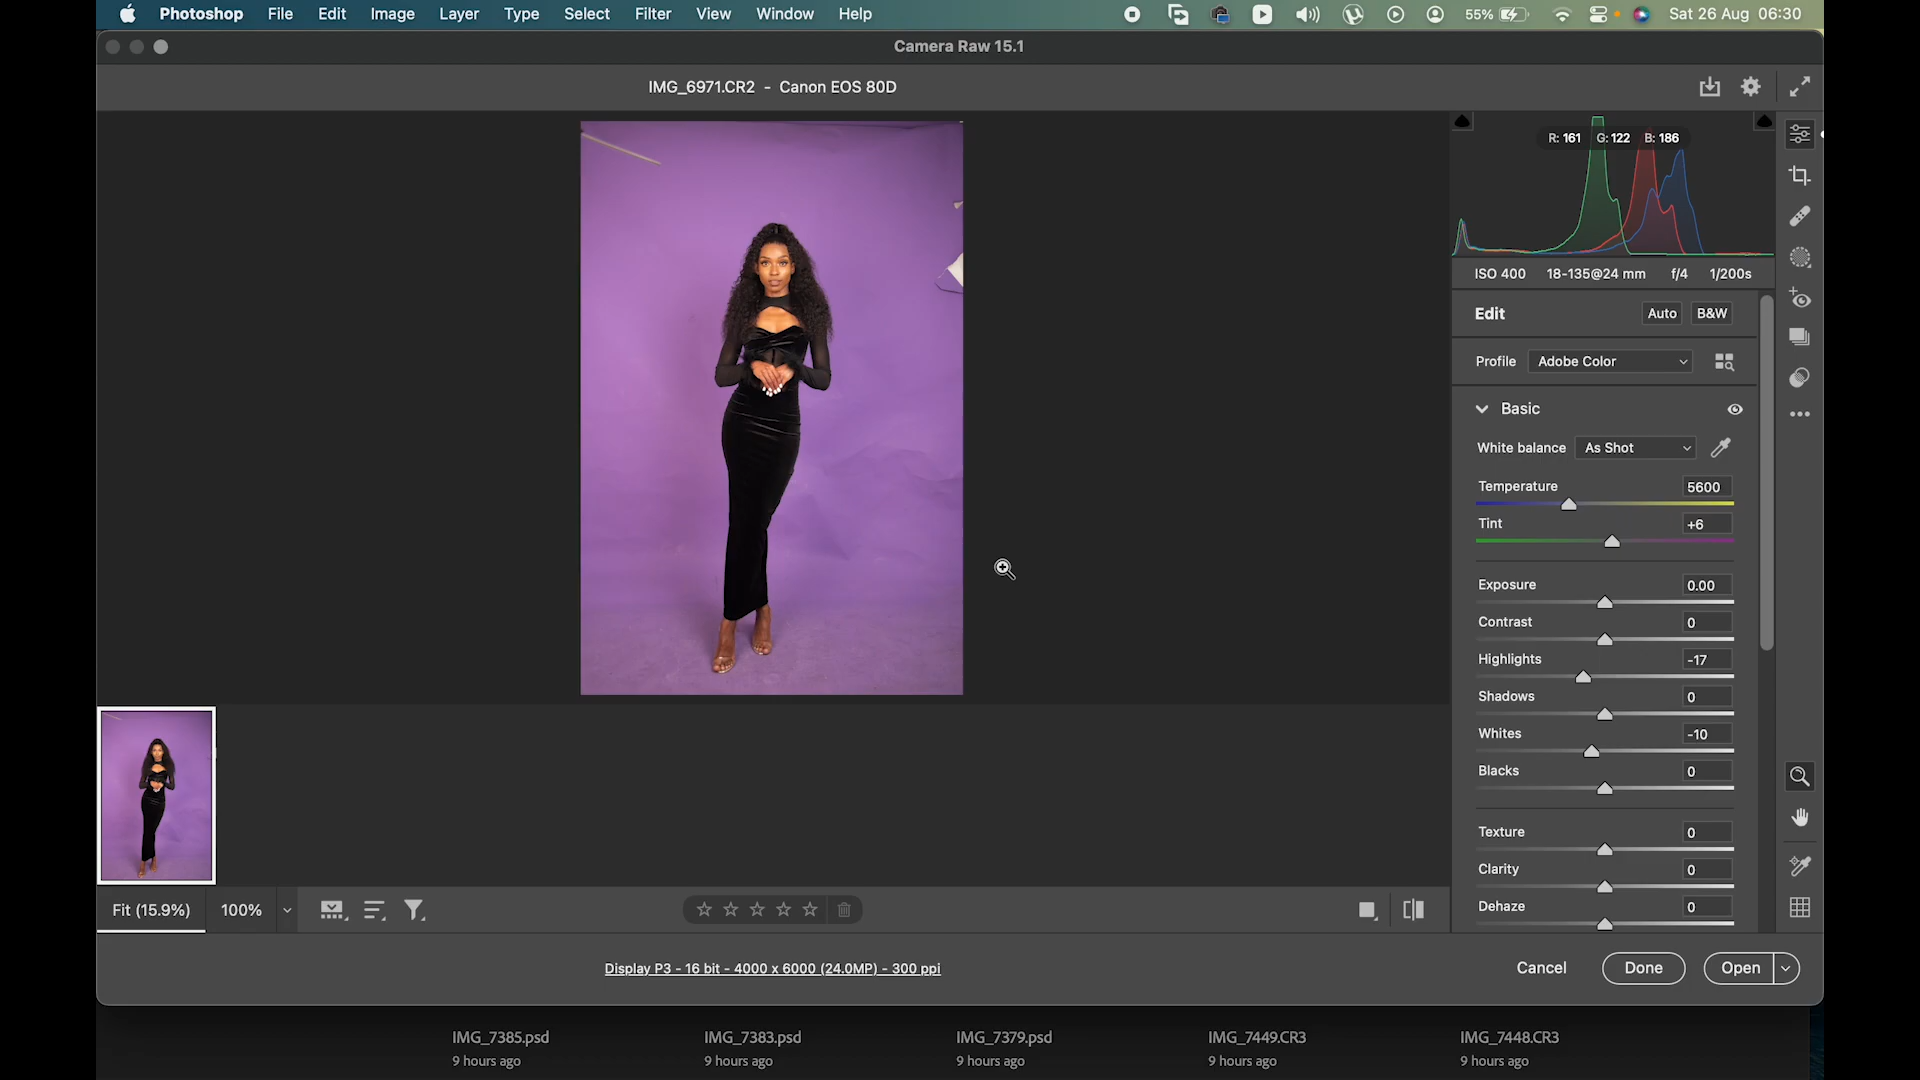 Photoshop File Edit Image Layer Type Select Filter View Window Help 55% Sat 26 Aug 06:30
Camera Raw 15.1
IMG_6971.CR2 - Canon EOS 80D
R: 161 G: 122 B: 186
ISO 400 18-135@24 mm f/4 1/200s
Edit Auto B&W
Profile Adobe Color
Basic
White balance As Shot
Temperature 5600
Tint +6
Exposure 0.00
Contrast 0
Highlights -17
Shadows 0
Whites -10
Blacks 0
Texture 0
Clarity 0
Dehaze 0
Fit (15.9%) 100%
Display P3 - 16 bit - 4000 x 6000 (24.0MP) - 300 ppi
Cancel Done Open
IMG_7385.psd IMG_7383.psd IMG_7379.psd IMG_7449.CR3 IMG_7448.CR3
9 hours ago 9 hours ago 9 hours ago 9 hours ago 9 hours ago